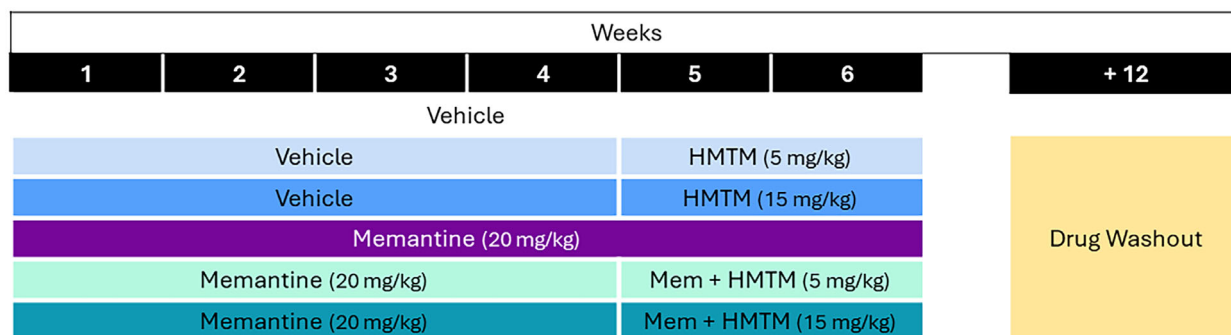 Weeks
1 2 3 4 5 6 + 12
Vehicle
Vehicle HMTM (5 mg/kg)
Vehicle HMTM (15 mg/kg)
Memantine (20 mg/kg) Drug Washout
Memantine (20 mg/kg) Mem + HMTM (5 mg/kg)
Memantine (20 mg/kg) Mem + HMTM (15 mg/kg)